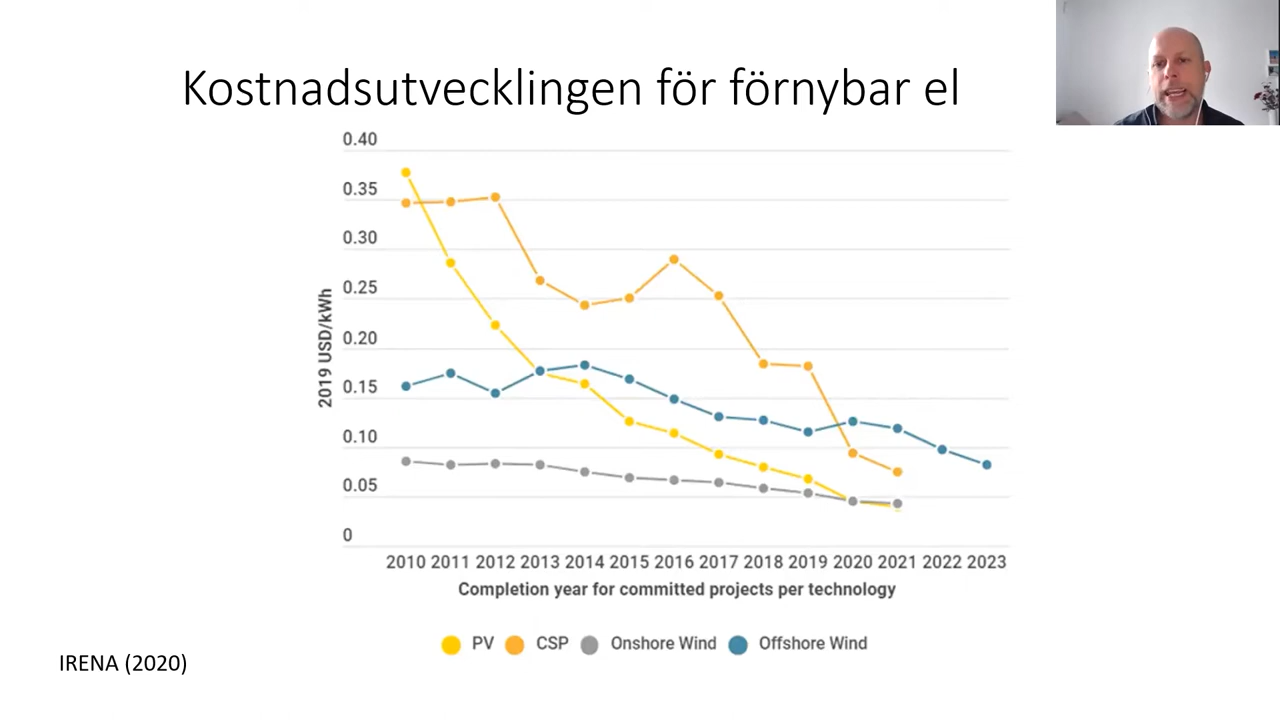 Kostnadsutvecklingen för förnybar el
0.40
0.35
0.30
0.25
0.20
0.15
0.10
0.05
0
2019 USD/kWh
2010 2011 2012 2013 2014 2015 2016 2017 2018 2019 2020 2021 2022 2023
Completion year for committed projects per technology
PV CSP Onshore Wind Offshore Wind
IRENA (2020)